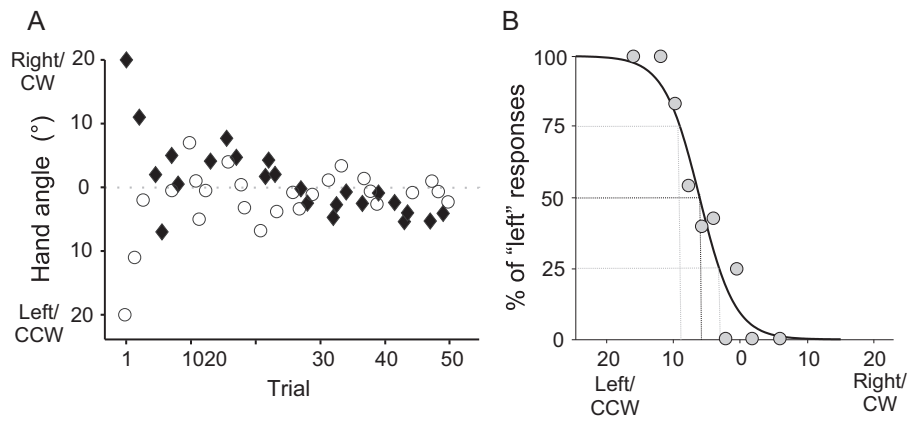 A
B
Right/
CW
20
10
0
10
20
Left/
CCW
Hand angle (°)
1
1020
30
40
50
Trial
% of “left” responses
100
75
50
25
0
20
10
0
10
20
Left/
CCW
Right/
CW